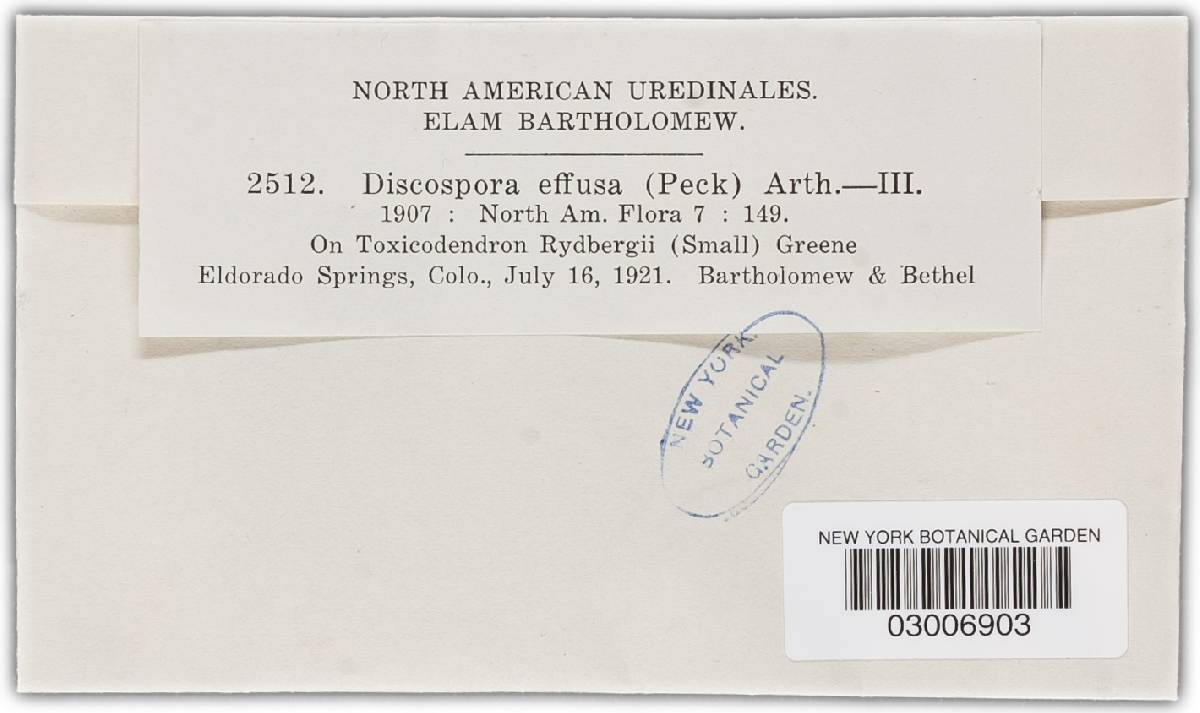 NORTH AMERICAN UREDINALES.
ELAM BARTHOLOMEW.
2512. Discospora effusa (Peck) Arth.—III.
1907 : North Am. Flora 7 : 149.
On Toxicodendron Rydbergii (Small) Greene
Eldorado Springs, Colo., July 16, 1921. Bartholomew & Bethel
NEW YORK.
BOTANICAL
GARDEN.
NEW YORK BOTANICAL GARDEN
03006903